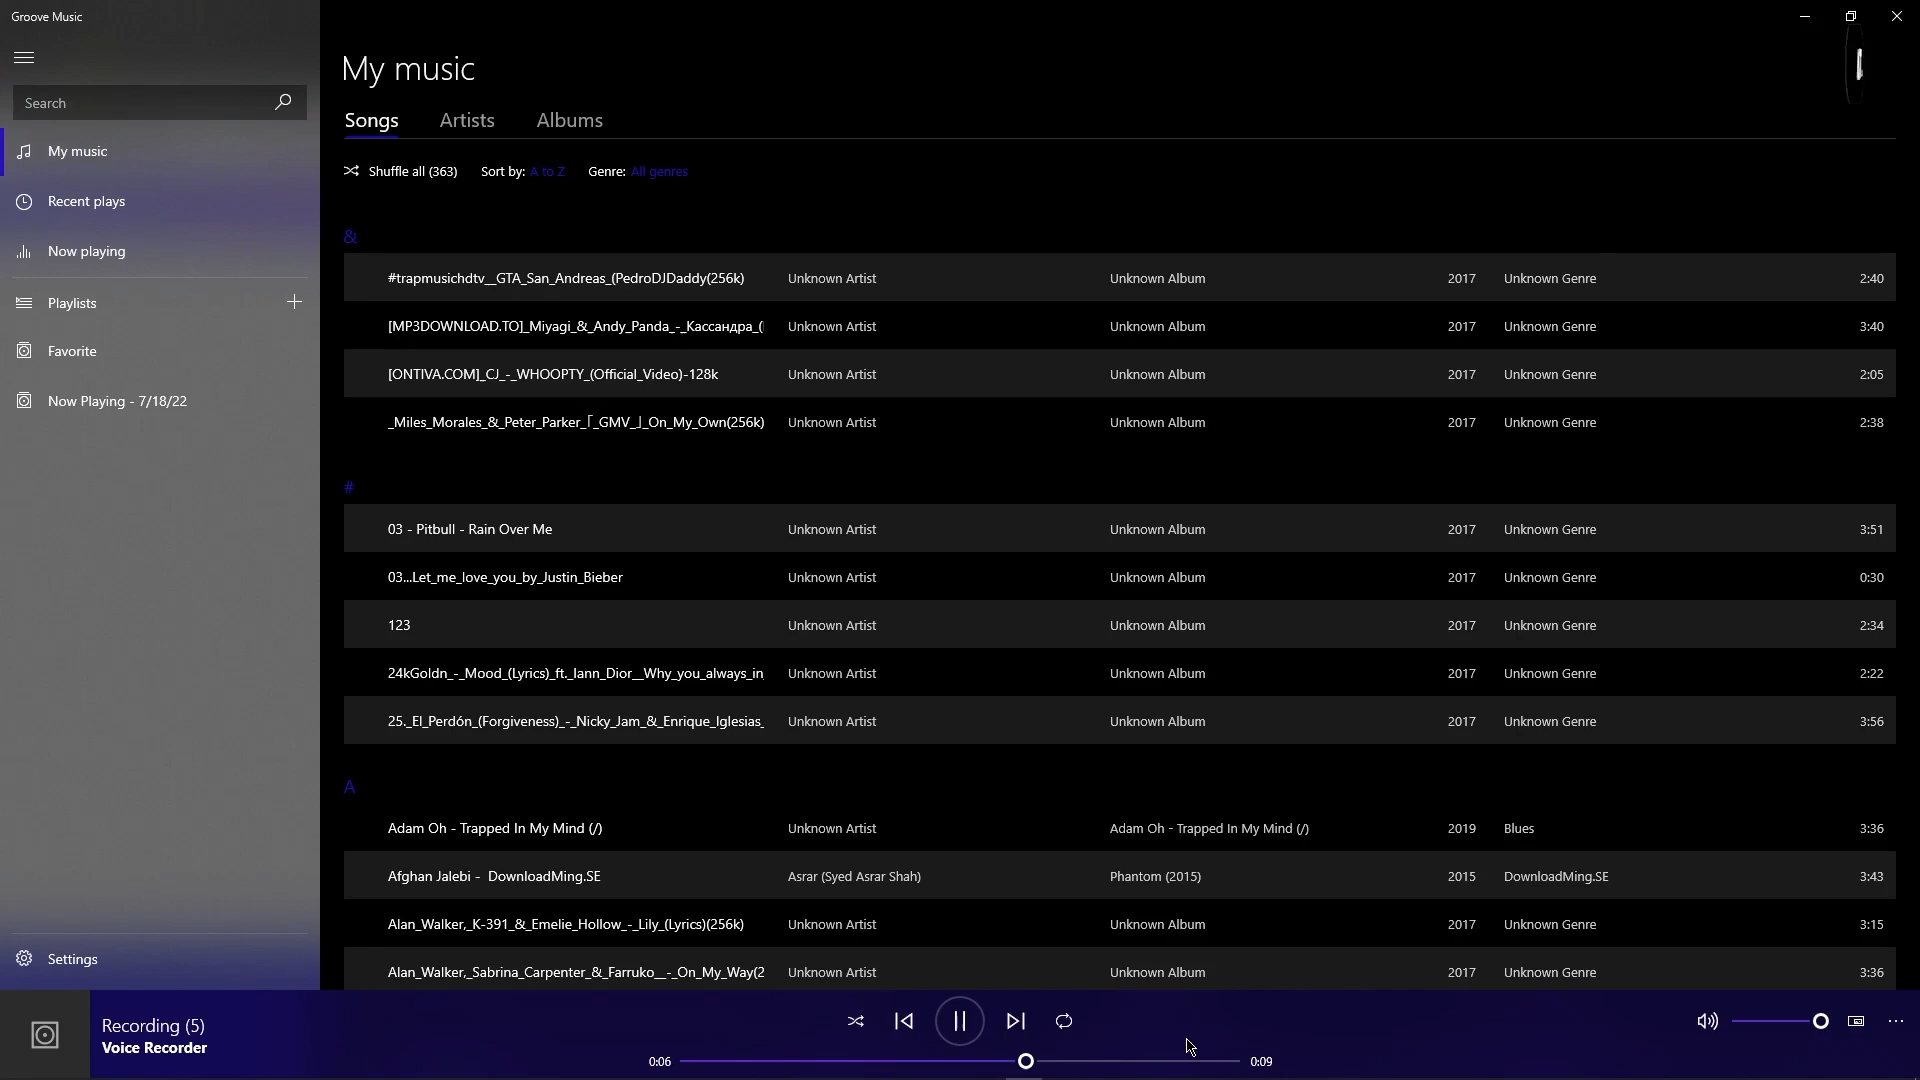 Groove Music
Search
My music
Recent plays
Now playing
Playlists
Favorite
Now Playing - 7/18/22
Settings
My music
Songs Artists Albums
Shuffle all (363) Sort by: A to Z Genre: All genres
&
#trapmusichdtv__GTA_San_Andreas_(PedroDJDaddy(256k) Unknown Artist Unknown Album 2017 Unknown Genre 2:40
[MP3DOWNLOAD.TO]_Miyagi_&_Andy_Panda_-_Кассандра_( Unknown Artist Unknown Album 2017 Unknown Genre 3:40
[ONTIVA.COM]_CJ_-_WHOOPTY_(Official_Video)-128k Unknown Artist Unknown Album 2017 Unknown Genre 2:05
_Miles_Morales_&_Peter_Parker_「_GMV_」_On_My_Own(256k) Unknown Artist Unknown Album 2017 Unknown Genre 2:38
#
03 - Pitbull - Rain Over Me Unknown Artist Unknown Album 2017 Unknown Genre 3:51
03...Let_me_love_you_by_Justin_Bieber Unknown Artist Unknown Album 2017 Unknown Genre 0:30
123 Unknown Artist Unknown Album 2017 Unknown Genre 2:34
24kGoldn_-_Mood_(Lyrics)_ft._Iann_Dior__Why_you_always_in_ Unknown Artist Unknown Album 2017 Unknown Genre 2:22
25._El_Perdón_(Forgiveness)_-_Nicky_Jam_&_Enrique_Iglesias_ Unknown Artist Unknown Album 2017 Unknown Genre 3:56
A
Adam Oh - Trapped In My Mind (/) Unknown Artist Adam Oh - Trapped In My Mind (/) 2019 Blues 3:36
Afghan Jalebi - DownloadMing.SE Asrar (Syed Asrar Shah) Phantom (2015) 2015 DownloadMing.SE 3:43
Alan_Walker,_K-391_&_Emelie_Hollow_-_Lily_(Lyrics)(256k) Unknown Artist Unknown Album 2017 Unknown Genre 3:15
Alan_Walker,_Sabrina_Carpenter_&_Farruko__-_On_My_Way(2 Unknown Artist Unknown Album 2017 Unknown Genre 3:36
Recording (5)
Voice Recorder
0:06 0:09